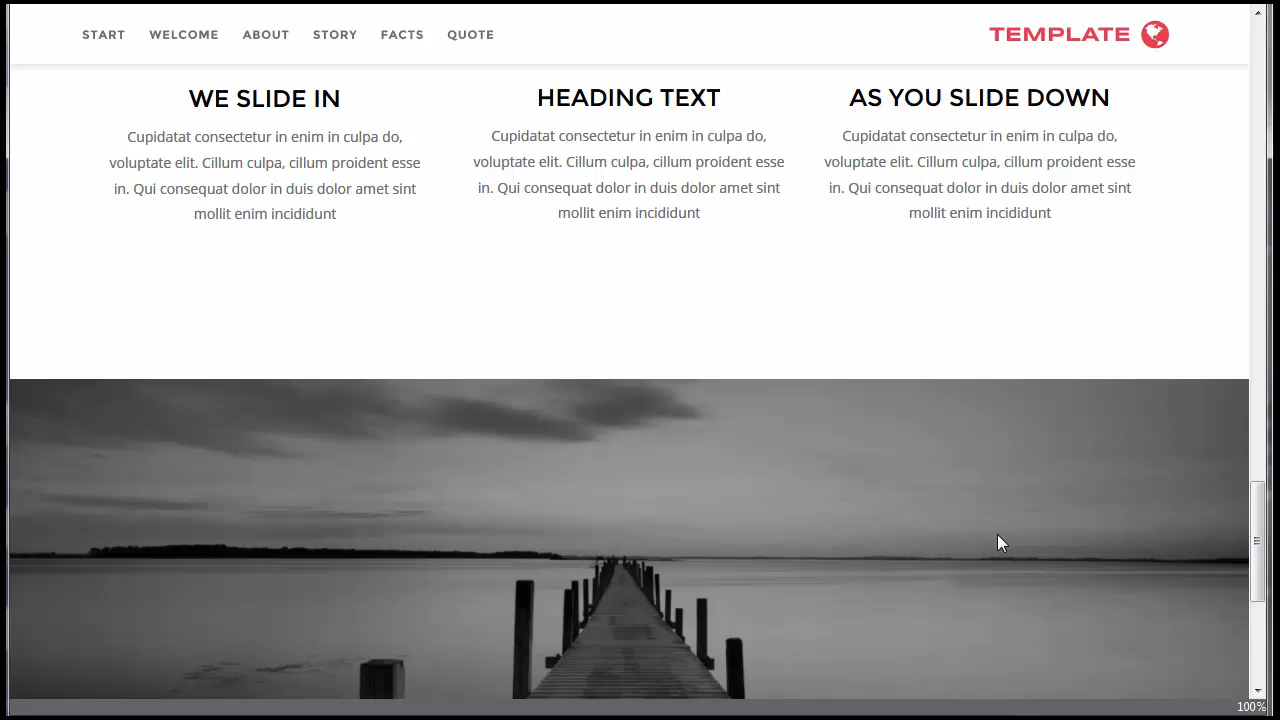 START WELCOME ABOUT STORY FACTS QUOTE TEMPLATE
WE SLIDE IN
Cupidatat consectetur in enim in culpa do,
voluptate elit. Cillum culpa, cillum proident esse
in. Qui consequat dolor in duis dolor amet sint
mollit enim incididunt
HEADING TEXT
Cupidatat consectetur in enim in culpa do,
voluptate elit. Cillum culpa, cillum proident esse
in. Qui consequat dolor in duis dolor amet sint
mollit enim incididunt
AS YOU SLIDE DOWN
Cupidatat consectetur in enim in culpa do,
voluptate elit. Cillum culpa, cillum proident esse
in. Qui consequat dolor in duis dolor amet sint
mollit enim incididunt
100%